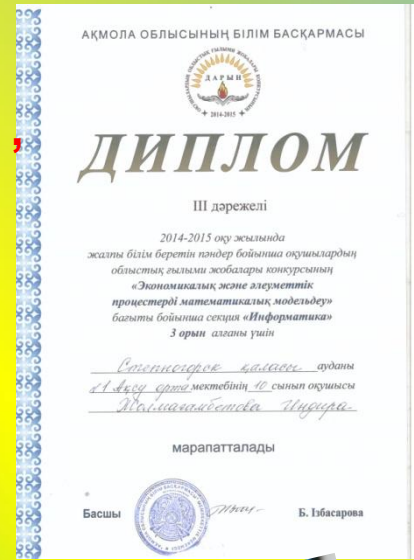 АҚМОЛА ОБЛЫСЫНЫҢ БІЛІМ БАСҚАРМАСЫ
ДАРЫН
2014-2015
ДИПЛОМ
III дәрежелі
2014-2015 оқу жылында
жалпы білім беретін пәндер бойынша оқушылардың
облыстық ғылыми жобалары конкурсының
«Экономикалық және әлеуметтік
процестерді математикалық модельдеу»
бағыты бойынша секция «Информатика»
3 орын алғаны үшін
Степногорск қаласы ауданы
№1 Ақсу орта мектебінің 10 сынып оқушысы
Жолмағамбетова Индира
марапатталады
Басшы Б. Ізбасарова